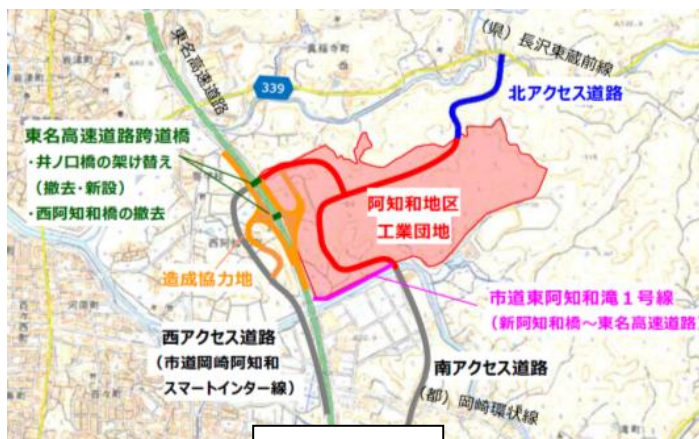 (県)長沢東蔵前線
東名高速道路
真福寺町
339
北アクセス道路
東名高速道路跨道橋
・井ノ口橋の架け替え
（撤去・新設）
・西阿知和橋の撤去
阿知和地区
工業団地
造成協力地
市道東阿知和滝１号線
（新阿知和橋～東名高速道路）
西アクセス道路
（市道岡崎阿知和
スマートインター線）
南アクセス道路
(都)岡崎環状線
滝町